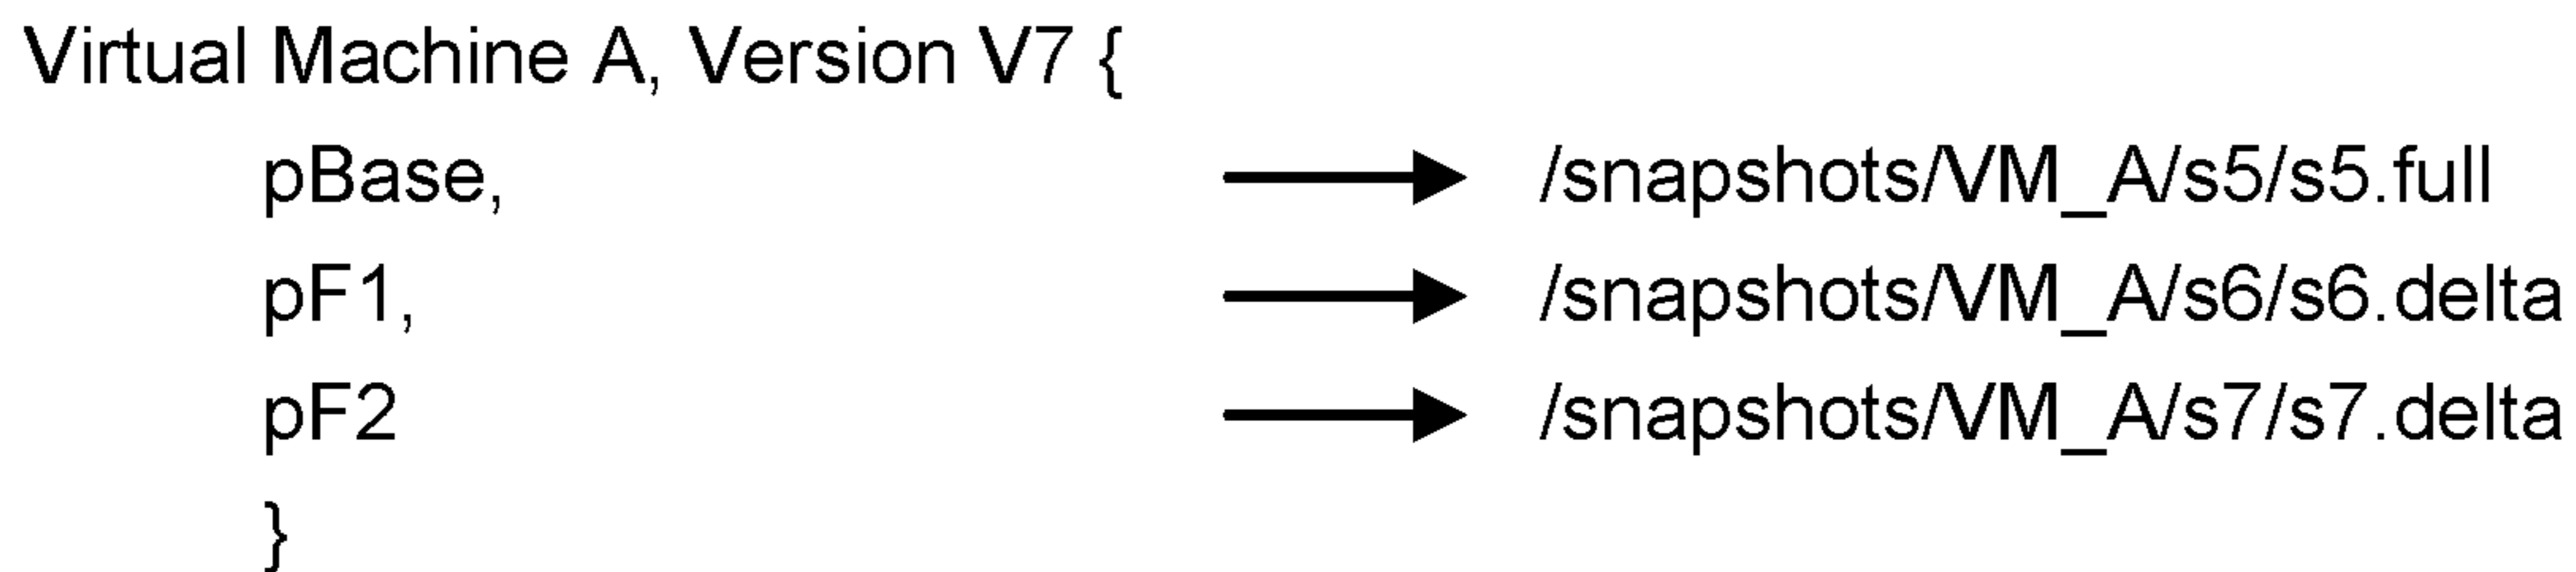 Virtual Machine A, Version V7 {
pBase, /snapshots/VM_A/s5/s5.full
pF1, /snapshots/VM_A/s6/s6.delta
pF2 /snapshots/VM_A/s7/s7.delta
}